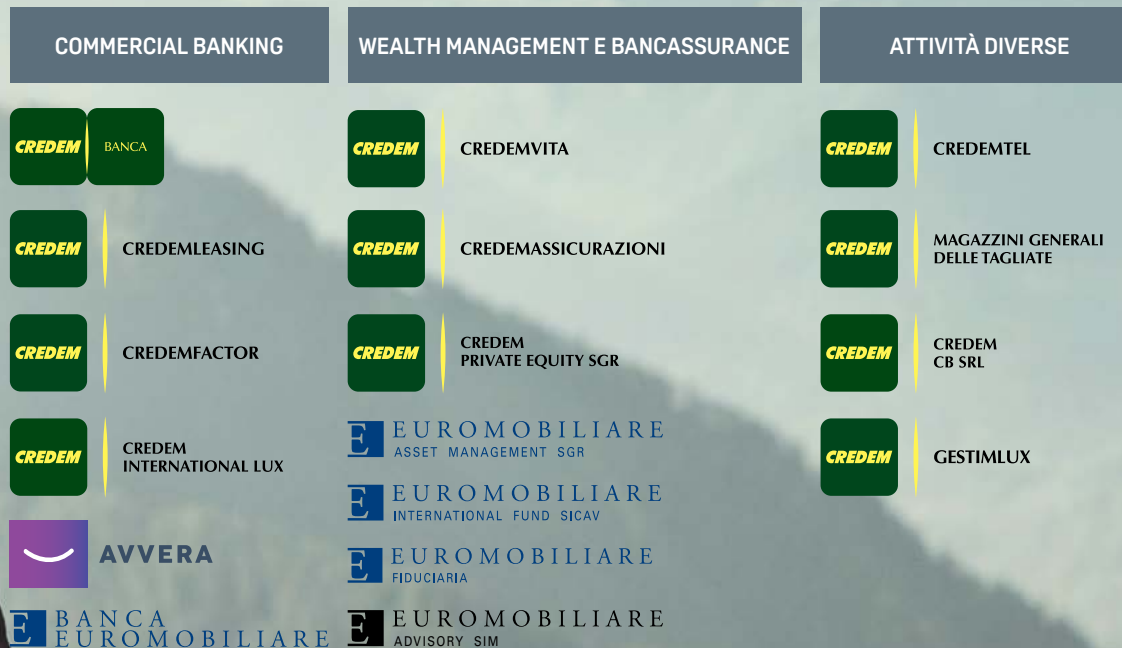 COMMERCIAL BANKING
CREDEM BANCA
CREDEM CREDEMLEASING
CREDEM CREDEMFACTOR
CREDEM CREDEM
INTERNATIONAL LUX
AVVERA
E BANCA
EUROMOBILIARE
WEALTH MANAGEMENT E BANCASSURANCE
CREDEM CREDEMVITA
CREDEM CREDEMASSICURAZIONI
CREDEM CREDEM
PRIVATE EQUITY SGR
E EUROMOBILIARE
ASSET MANAGEMENT SGR
E EUROMOBILIARE
INTERNATIONAL FUND SICAV
E EUROMOBILIARE
FIDUCIARIA
E EUROMOBILIARE
ADVISORY SIM
ATTIVITÀ DIVERSE
CREDEM CREDEMTEL
CREDEM MAGAZZINI GENERALI
DELLE TAGLIATE
CREDEM CREDEM
CB SRL
CREDEM GESTIMLUX